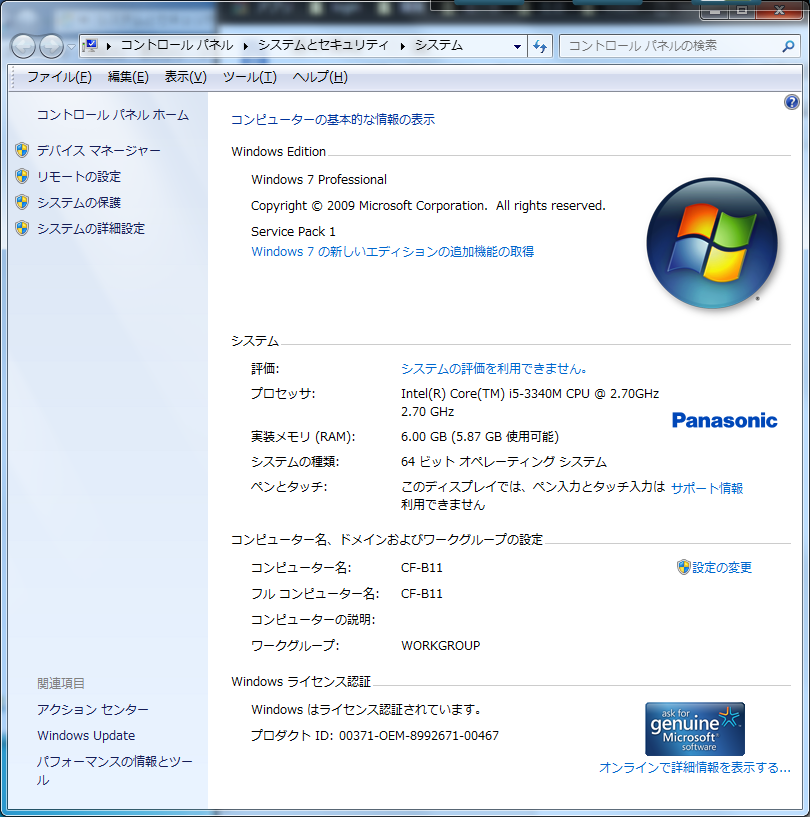 コントロール パネル ▸ システムとセキュリティ ▸ システム
コントロール パネルの検索
ファイル(F) 編集(E) 表示(V) ツール(T) ヘルプ(H)
コントロール パネル ホーム
デバイス マネージャー
リモートの設定
システムの保護
システムの詳細設定
関連項目
アクション センター
Windows Update
パフォーマンスの情報とツー
ル
コンピューターの基本的な情報の表示
Windows Edition
Windows 7 Professional
Copyright © 2009 Microsoft Corporation. All rights reserved.
Service Pack 1
Windows 7 の新しいエディションの追加機能の取得
システム
評価: システムの評価を利用できません。
プロセッサ: Intel(R) Core(TM) i5-3340M CPU @ 2.70GHz
2.70 GHz
Panasonic
実装メモリ (RAM): 6.00 GB (5.87 GB 使用可能)
システムの種類: 64 ビット オペレーティング システム
ペンとタッチ: このディスプレイでは、ペン入力とタッチ入力は
利用できません
サポート情報
コンピューター名、ドメインおよびワークグループの設定
コンピューター名: CF-B11
設定の変更
フル コンピューター名: CF-B11
コンピューターの説明:
ワークグループ: WORKGROUP
Windows ライセンス認証
Windows はライセンス認証されています。
プロダクト ID: 00371-OEM-8992671-00467
ask for
genuine
Microsoft
software
オンラインで詳細情報を表示する...